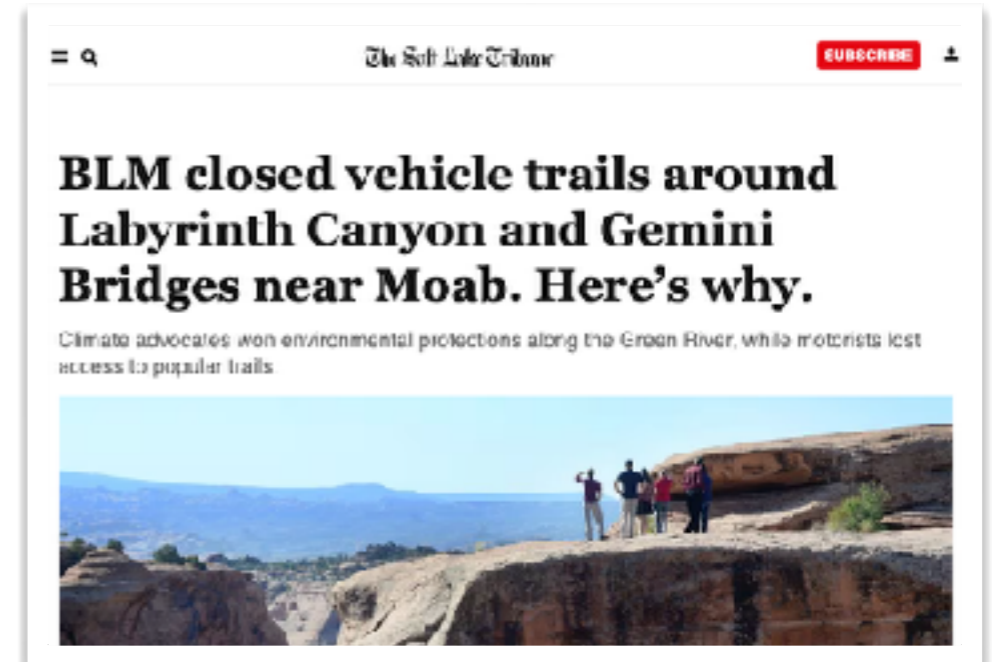 The Salt Lake Tribune
SUBSCRIBE
BLM closed vehicle trails around
Labyrinth Canyon and Gemini
Bridges near Moab. Here’s why.
Climate advocates won environmental protections along the Green River, while motorists lost
access to popular trails